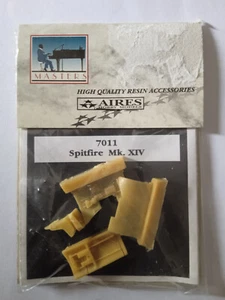 MASTERS
HIGH QUALITY RESIN ACCESSORIES
AIRES
7011
Spitfire Mk. XIV